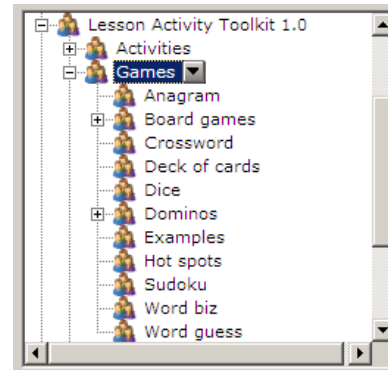 Lesson Activity Toolkit 1.0
Activities
Games
Anagram
Board games
Crossword
Deck of cards
Dice
Dominos
Examples
Hot spots
Sudoku
Word biz
Word guess